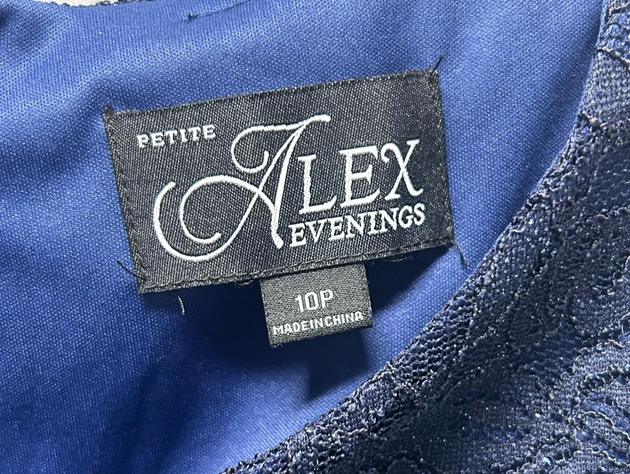 PETITE
ALEX
EVENINGS
10P
MADE IN CHINA